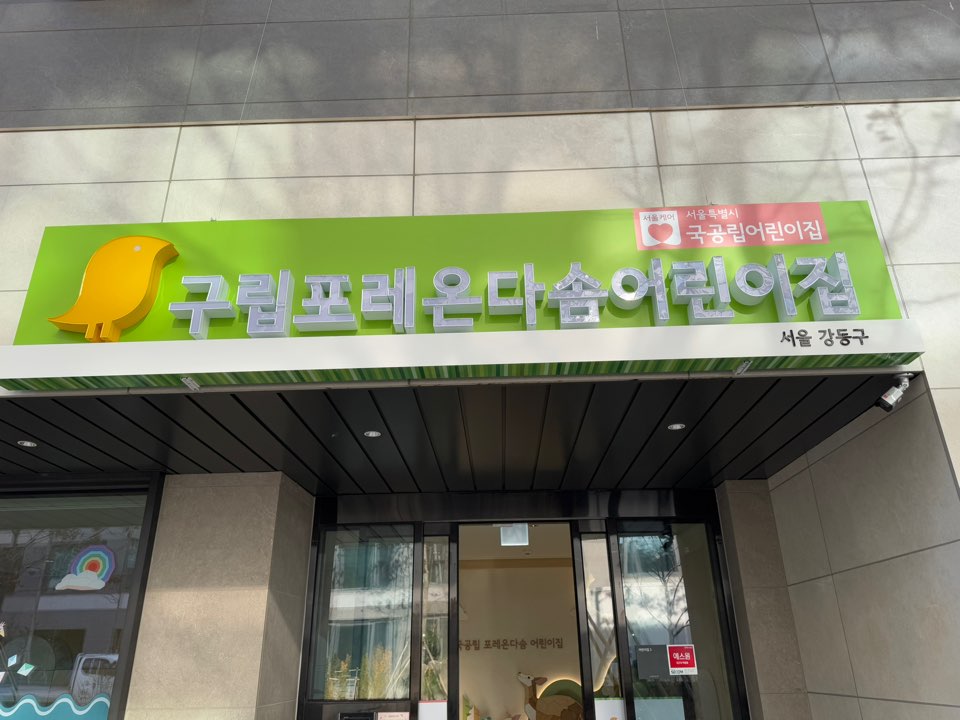 서울케어
서울특별시
국공립어린이집
구립포레온다솜어린이집
서울 강동구
국공립 포레온다솜 어린이집
에스원